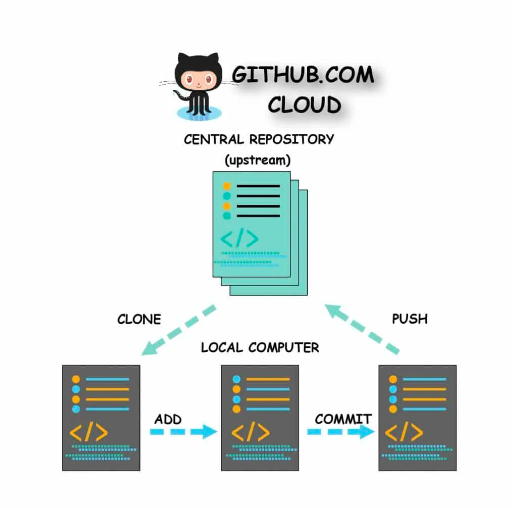 GITHUB.COM
CLOUD
CENTRAL REPOSITORY
(upstream)
</>
CLONE
PUSH
LOCAL COMPUTER
</>
ADD
</>
COMMIT
</>